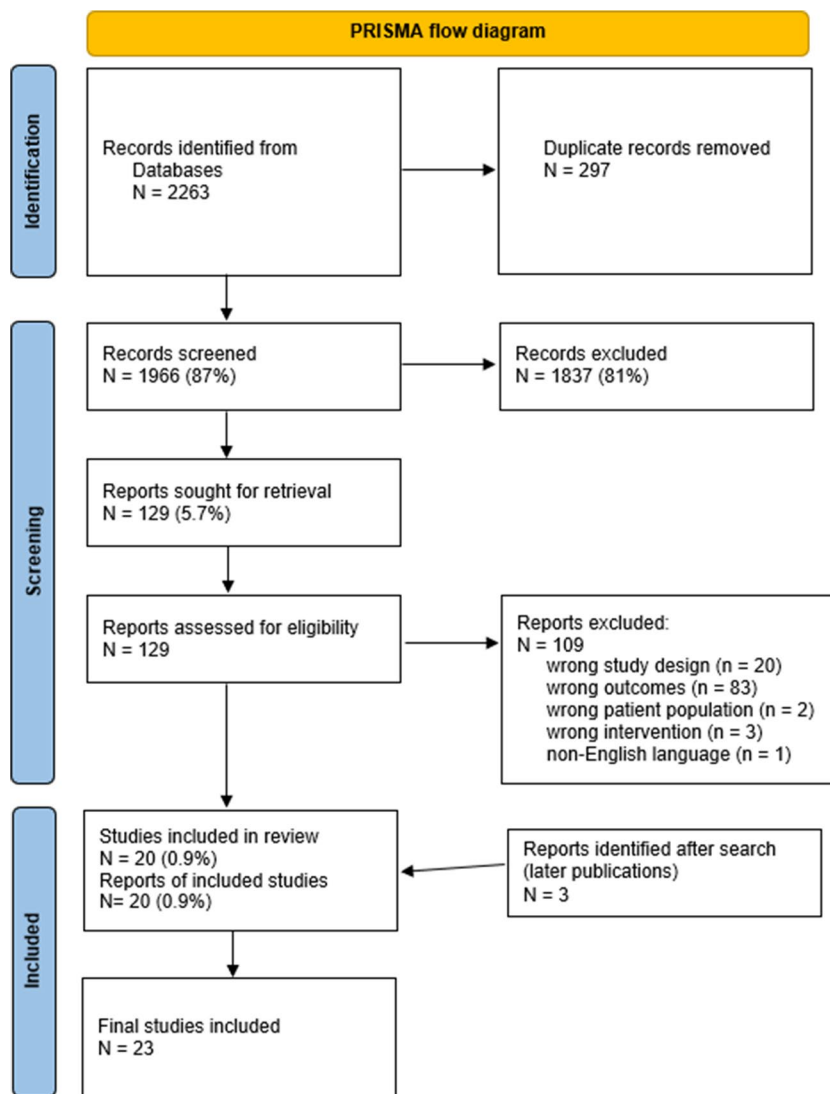 PRISMA flow diagram
Identification
Records identified from
Databases
N = 2263
Duplicate records removed
N = 297
Screening
Records screened
N = 1966 (87%)
Records excluded
N = 1837 (81%)
Reports sought for retrieval
N = 129 (5.7%)
Reports assessed for eligibility
N = 129
Reports excluded:
N = 109
wrong study design (n = 20)
wrong outcomes (n = 83)
wrong patient population (n = 2)
wrong intervention (n = 3)
non-English language (n = 1)
Included
Studies included in review
N = 20 (0.9%)
Reports of included studies
N= 20 (0.9%)
Reports identified after search
(later publications)
N = 3
Final studies included
N = 23